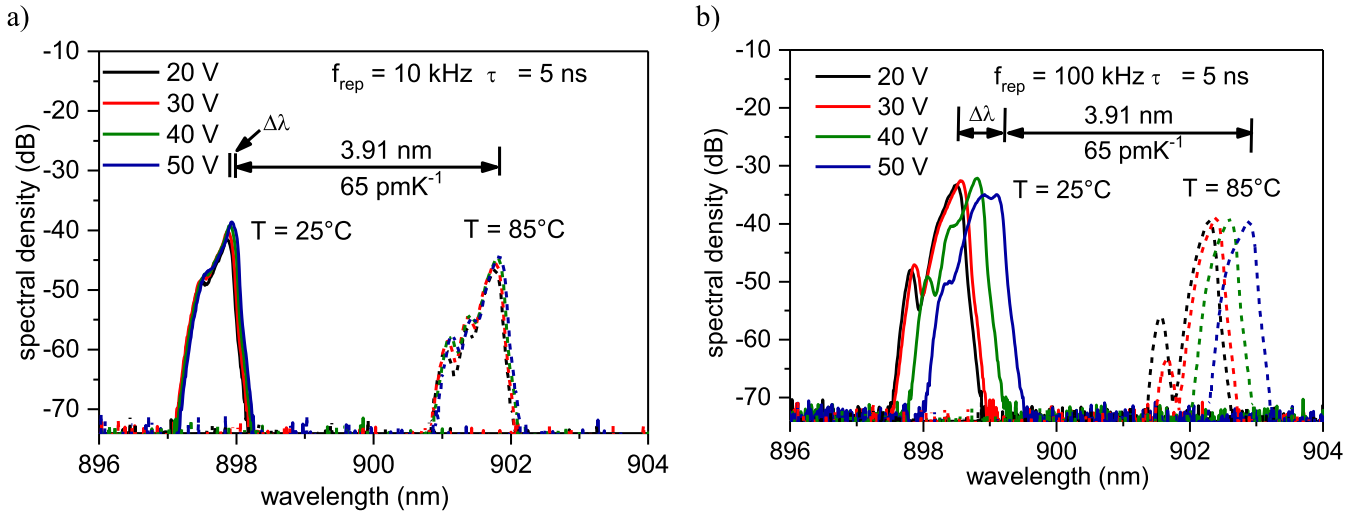 a)
-10
-20
-30
-40
-50
-60
-70
spectral density (dB)
20 V
30 V
40 V
50 V
f_rep = 10 kHz τ = 5 ns
Δλ
3.91 nm
65 pmK⁻¹
T = 25°C
T = 85°C
896
898
900
902
904
wavelength (nm)
b)
-10
-20
-30
-40
-50
-60
-70
spectral density (dB)
20 V
30 V
40 V
50 V
f_rep = 100 kHz τ = 5 ns
Δλ
3.91 nm
65 pmK⁻¹
T = 25°C
T = 85°C
896
898
900
902
904
wavelength (nm)